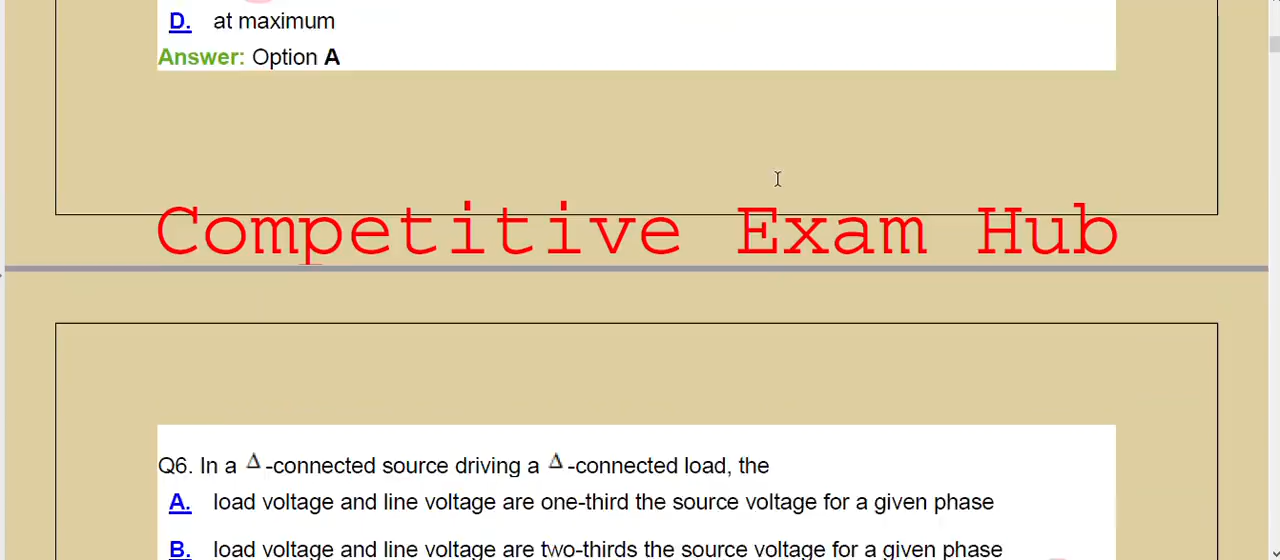 D. at maximum
Answer: Option A
Competitive Exam Hub
Q6. In a Δ-connected source driving a Δ-connected load, the
A. load voltage and line voltage are one-third the source voltage for a given phase
B. load voltage and line voltage are two-thirds the source voltage for a given phase